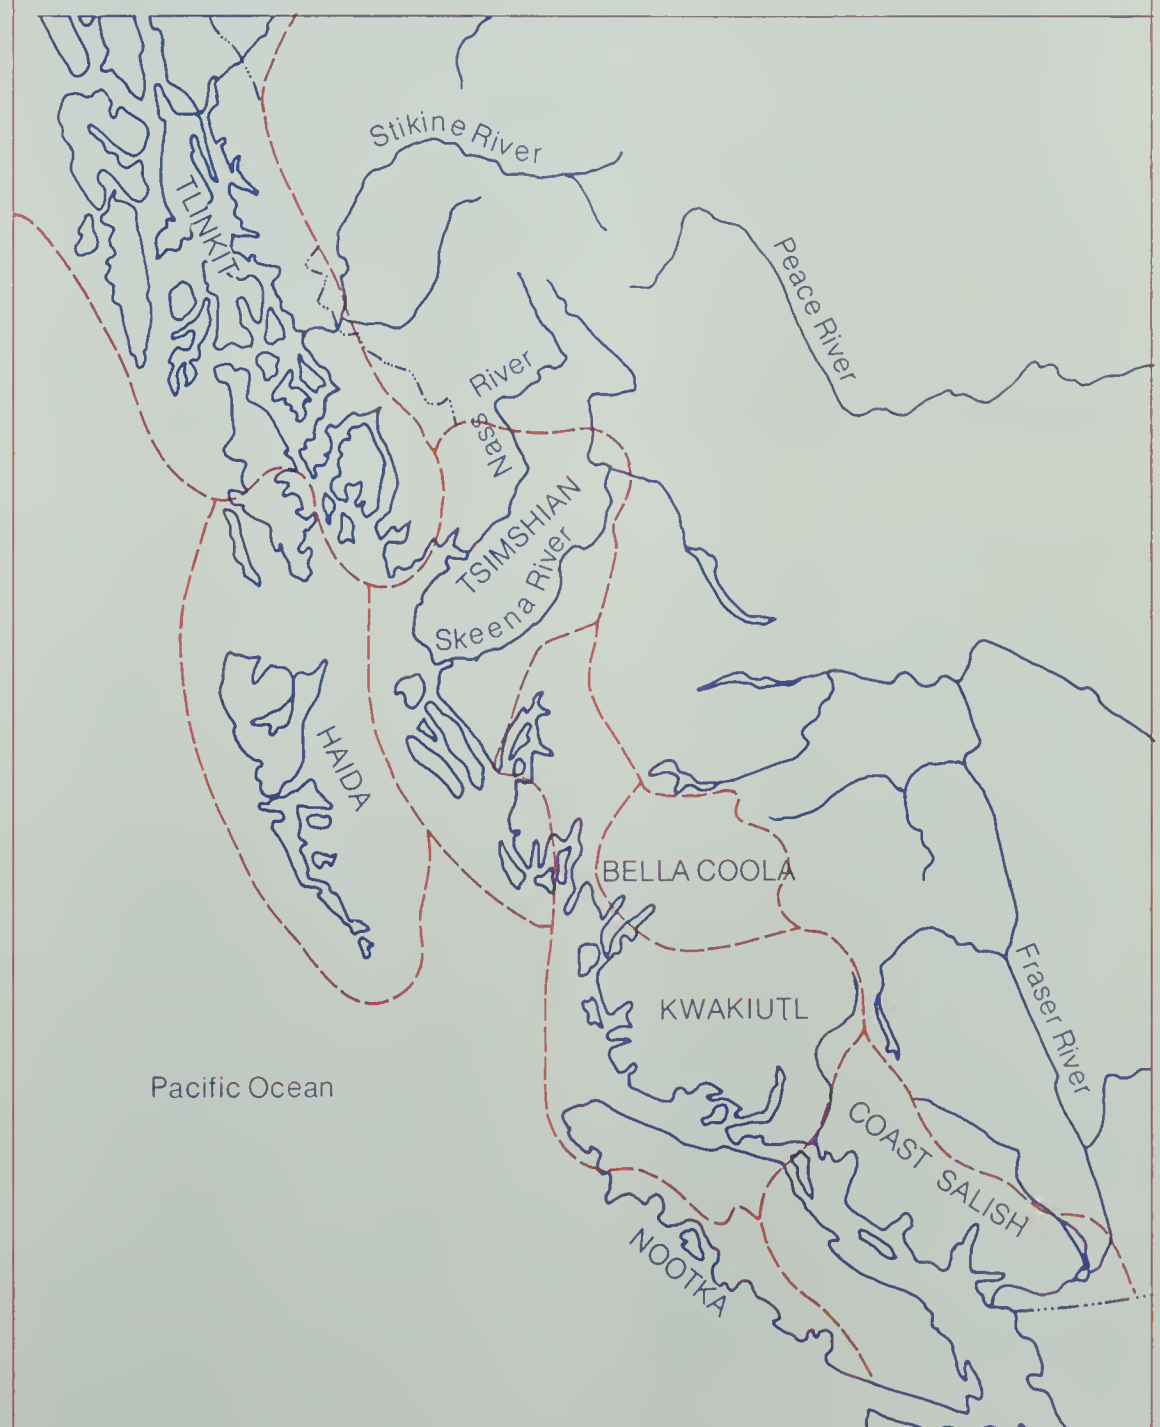 Stikine River
TLINKIT
Peace River
Nass River
TSIMSHIAN
Skeena River
HAIDA
BELLA COOLA
KWAKIUTL
Fraser River
Pacific Ocean
COAST SALISH
NOOTKA